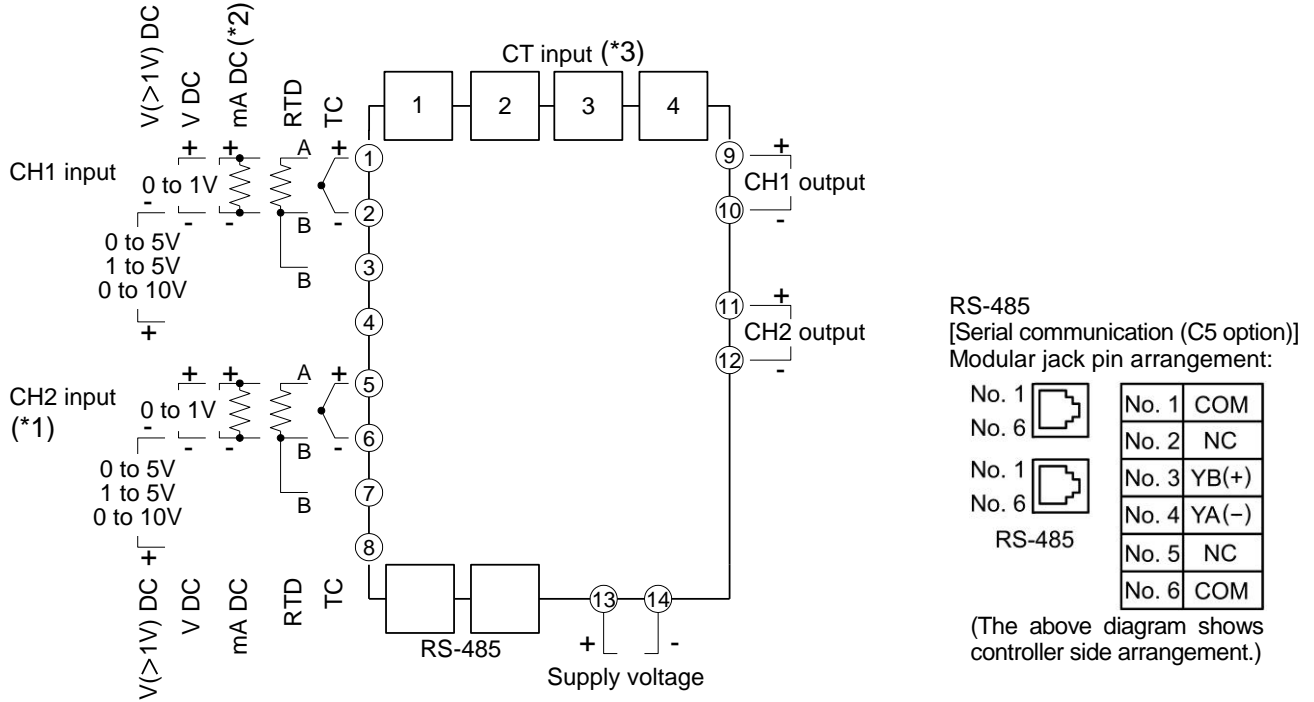 V(>1V) DC
V DC
mA DC (*2)
RTD
TC
CT input (*3)
1 2 3 4
CH1 input
+ + A +
0 to 1V
- - - B -
0 to 5V
1 to 5V
0 to 10V
B
+
1
2
3
4
CH2 input
(*1)
+ + A +
0 to 1V
- - - B -
0 to 5V
1 to 5V
0 to 10V
B
+
5
6
7
8
V(>1V) DC
V DC
mA DC
RTD
TC
RS-485
13 14
+ -
Supply voltage
9 +
CH1 output
10 -
11 +
CH2 output
12 -
RS-485
[Serial communication (C5 option)]
Modular jack pin arrangement:
No. 1
No. 6
No. 1
No. 6
RS-485
No. 1 COM
No. 2 NC
No. 3 YB(+)
No. 4 YA(−)
No. 5 NC
No. 6 COM
(The above diagram shows
controller side arrangement.)